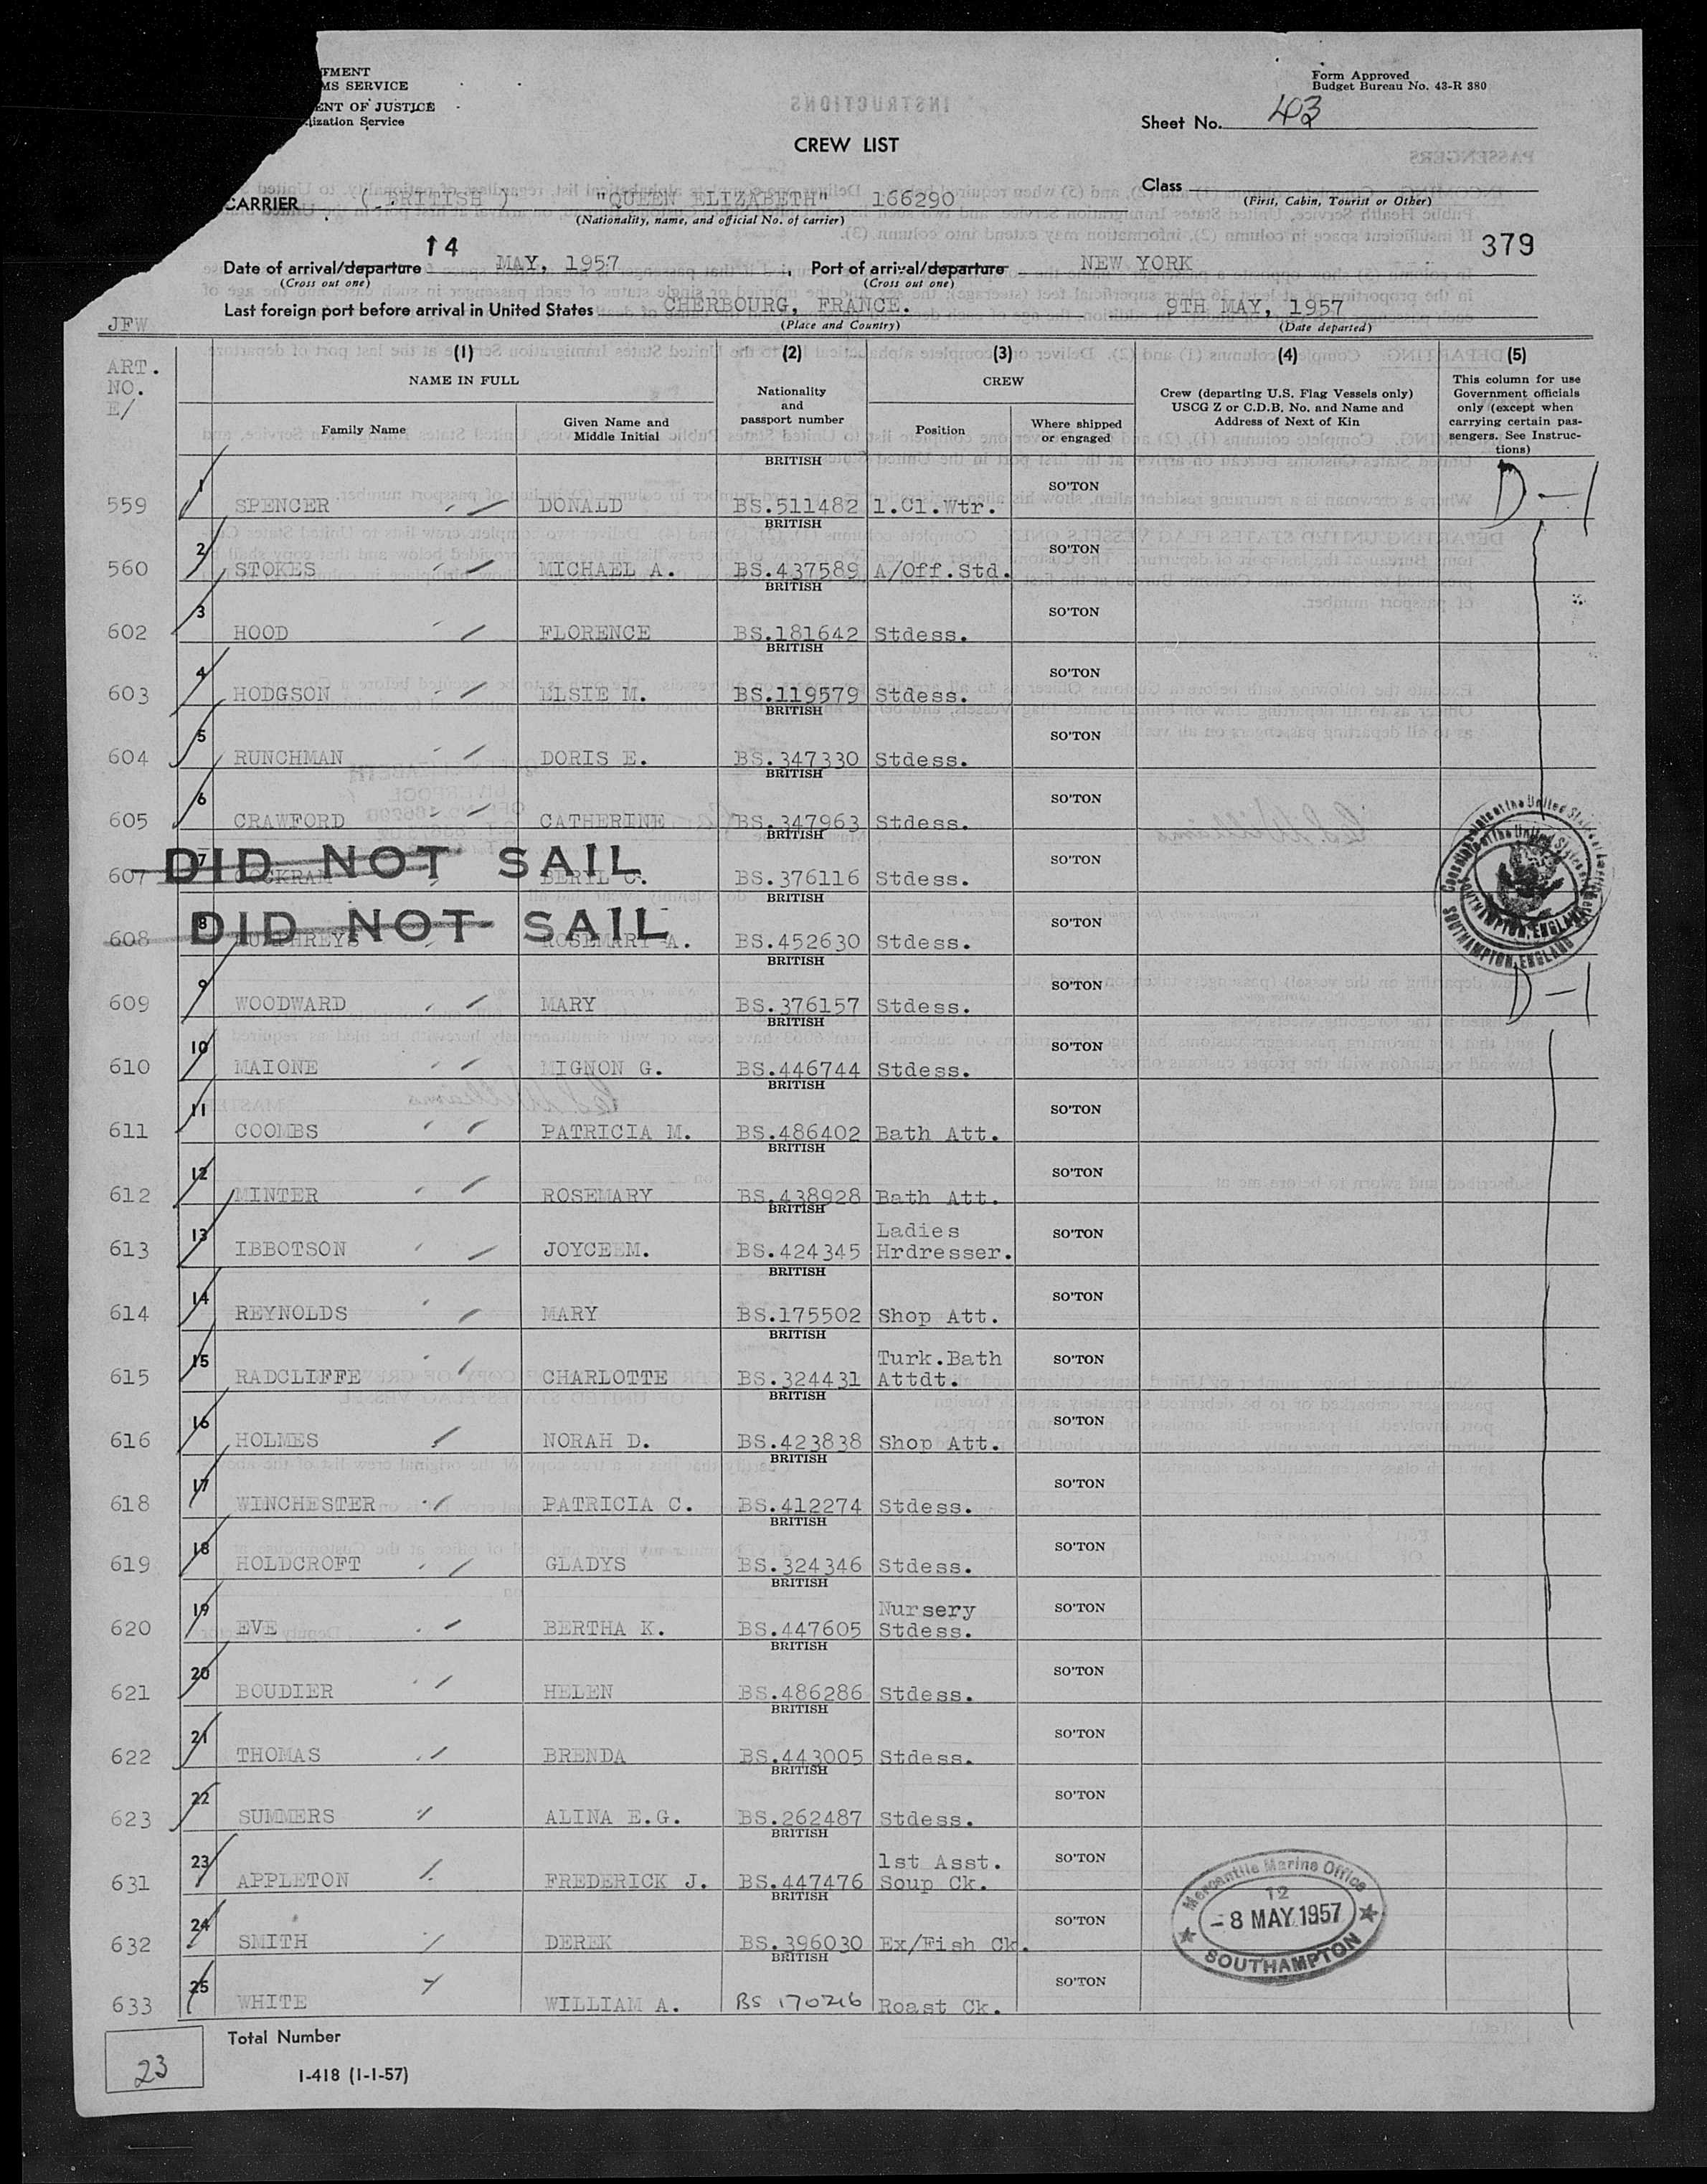 TMENT
MS SERVICE
ENT OF JUSTICE
lization Service
Form Approved
Budget Bureau No. 43-R 380
Sheet No. 403
CREW LIST
Class
(First, Cabin, Tourist or Other)
CARRIER ( BRITISH ) "QUEEN ELIZABETH" 166290
(Nationality, name, and official No. of carrier)
379
Date of arrival/departure 14 MAY, 1957, Port of arrival/departure NEW YORK
(Cross out one) (Cross out one)
Last foreign port before arrival in United States CHERBOURG, FRANCE. 9TH MAY, 1957
(Place and Country) (Date departed)
JFW
ART. NO. E/
(1) (2) (3) (4) (5)
NAME IN FULL
Family Name
Given Name and Middle Initial
Nationality and passport number
CREW
Position
Where shipped or engaged
Crew (departing U.S. Flag Vessels only) USCG Z or C.D.B. No. and Name and Address of Next of Kin
This column for use Government officials only (except when carrying certain passengers. See Instructions)
559 1 SPENCER DONALD BRITISH BS.511482 1.Cl.Wtr. SO'TON D-1
560 2 STOKES MICHAEL A. BRITISH BS.437589 A/Off.Std. SO'TON
602 3 HOOD FLORENCE BRITISH BS.181642 Stdess. SO'TON
603 4 HODGSON ELSIE M. BRITISH BS.119579 Stdess. SO'TON
604 5 RUNCHMAN DORIS E. BRITISH BS.347330 Stdess. SO'TON
605 6 CRAWFORD CATHERINE BRITISH BS.347963 Stdess. SO'TON
607 7 COCKRAM BERYL C. BRITISH BS.376116 Stdess. SO'TON
DID NOT SAIL
608 8 HUMPHREYS ROSEMARY A. BRITISH BS.452630 Stdess. SO'TON
DID NOT SAIL
609 9 WOODWARD MARY BRITISH BS.376157 Stdess. SO'TON D-1
610 10 MAIONE MIGNON G. BRITISH BS.446744 Stdess. SO'TON
611 11 COOMBS PATRICIA M. BRITISH BS.486402 Bath Att. SO'TON
612 12 MINTER ROSEMARY BRITISH BS.438928 Bath Att. SO'TON
613 13 IBBOTSON JOYCE M. BRITISH BS.424345 Ladies Hrdresser. SO'TON
614 14 REYNOLDS MARY BRITISH BS.175502 Shop Att. SO'TON
615 15 RADCLIFFE CHARLOTTE BRITISH BS.324431 Turk.Bath Attdt. SO'TON
616 16 HOLMES NORAH D. BRITISH BS.423838 Shop Att. SO'TON
618 17 WINCHESTER PATRICIA C. BRITISH BS.412274 Stdess. SO'TON
619 18 HOLDCROFT GLADYS BRITISH BS.324346 Stdess. SO'TON
620 19 EVE BERTHA K. BRITISH BS.447605 Nursery Stdess. SO'TON
621 20 BOUDIER HELEN BRITISH BS.486286 Stdess. SO'TON
622 21 THOMAS BRENDA BRITISH BS.443005 Stdess. SO'TON
623 22 SUMMERS ALINA E.G. BRITISH BS.262487 Stdess. SO'TON
631 23 APPLETON FREDERICK J. BRITISH BS.447476 1st Asst. Soup Ck. SO'TON
632 24 SMITH DEREK BRITISH BS.396030 Ex/Fish Ck. SO'TON
633 25 WHITE WILLIAM A. BRITISH BS 170216 Roast Ck. SO'TON
Mercantile Marine Office
12
- 8 MAY 1957
SOUTHAMPTON
SOUTHAMPTON, ENGLAND
23
Total Number
I-418 (1-1-57)